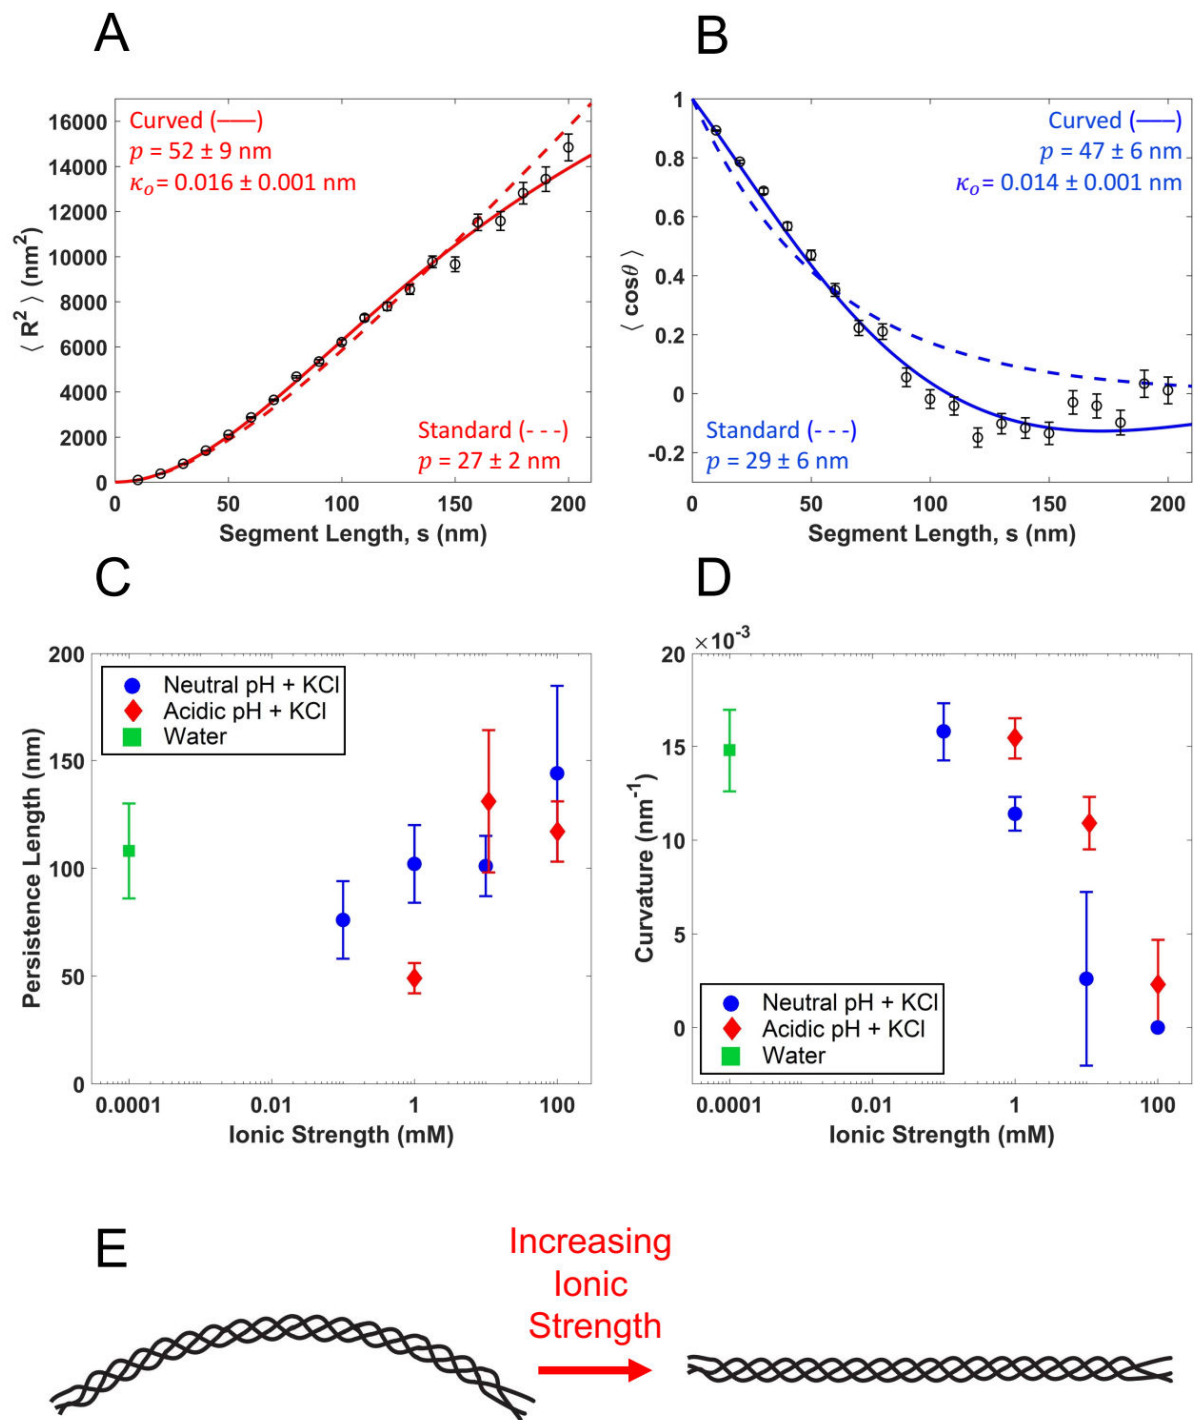 A
B
⟨ R² ⟩ (nm²)
16000
14000
12000
10000
8000
6000
4000
2000
0
Curved (——)
p = 52 ± 9 nm
κo = 0.016 ± 0.001 nm
Standard (- - -)
p = 27 ± 2 nm
0 50 100 150 200
Segment Length, s (nm)
⟨ cosθ ⟩
1
0.8
0.6
0.4
0.2
0
-0.2
Curved (——)
p = 47 ± 6 nm
κo = 0.014 ± 0.001 nm
Standard (- - -)
p = 29 ± 6 nm
0 50 100 150 200
Segment Length, s (nm)
C
D
Persistence Length (nm)
200
150
100
50
0
Neutral pH + KCl
Acidic pH + KCl
Water
0.0001 0.01 1 100
Ionic Strength (mM)
×10⁻³
Curvature (nm⁻¹)
20
15
10
5
0
Neutral pH + KCl
Acidic pH + KCl
Water
0.0001 0.01 1 100
Ionic Strength (mM)
E
Increasing
Ionic
Strength